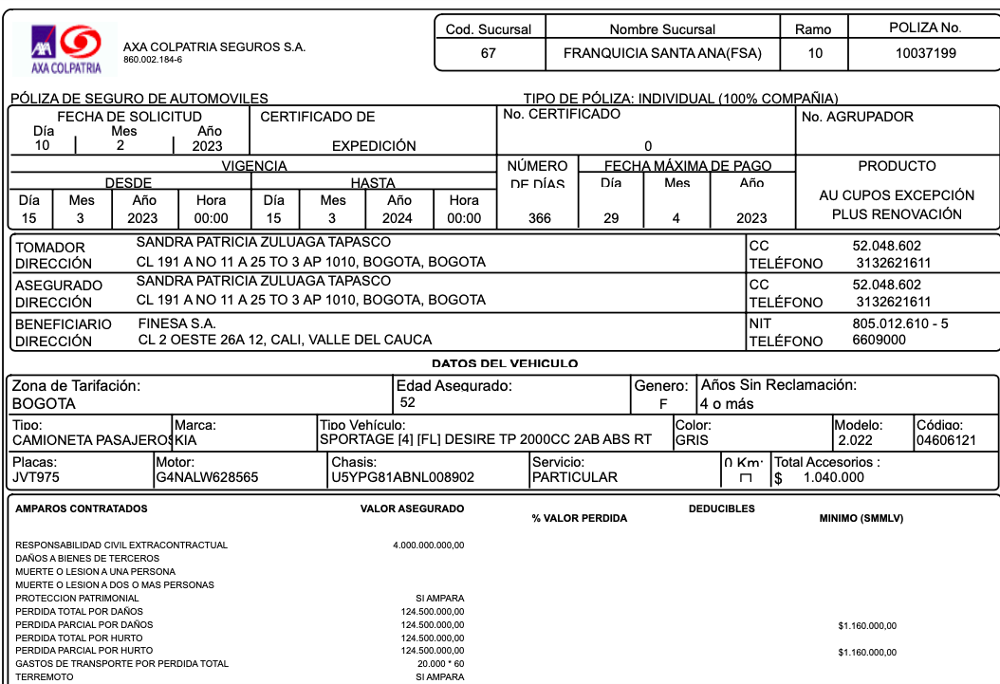 AXA COLPATRIA
AXA COLPATRIA SEGUROS S.A.
860.002.184-6
Cod. Sucursal Nombre Sucursal Ramo POLIZA No.
67 FRANQUICIA SANTA ANA(FSA) 10 10037199
PÓLIZA DE SEGURO DE AUTOMOVILES TIPO DE PÓLIZA: INDIVIDUAL (100% COMPAÑIA)
FECHA DE SOLICITUD CERTIFICADO DE No. CERTIFICADO No. AGRUPADOR
Día Mes Año
10 2 2023 EXPEDICIÓN 0
VIGENCIA NÚMERO FECHA MÁXIMA DE PAGO PRODUCTO
DESDE HASTA DE DÍAS Día Mes Año
Día Mes Año Hora Día Mes Año Hora AU CUPOS EXCEPCIÓN
15 3 2023 00:00 15 3 2024 00:00 366 29 4 2023 PLUS RENOVACIÓN
TOMADOR SANDRA PATRICIA ZULUAGA TAPASCO CC 52.048.602
DIRECCIÓN CL 191 A NO 11 A 25 TO 3 AP 1010, BOGOTA, BOGOTA TELÉFONO 3132621611
ASEGURADO SANDRA PATRICIA ZULUAGA TAPASCO CC 52.048.602
DIRECCIÓN CL 191 A NO 11 A 25 TO 3 AP 1010, BOGOTA, BOGOTA TELÉFONO 3132621611
BENEFICIARIO FINESA S.A. NIT 805.012.610 - 5
DIRECCIÓN CL 2 OESTE 26A 12, CALI, VALLE DEL CAUCA TELÉFONO 6609000
DATOS DEL VEHICULO
Zona de Tarifación: Edad Asegurado: Genero: Años Sin Reclamación:
BOGOTA 52 F 4 o más
Tipo: Marca: Tipo Vehículo: Color: Modelo: Código:
CAMIONETA PASAJEROS KIA SPORTAGE [4] [FL] DESIRE TP 2000CC 2AB ABS RT GRIS 2.022 04606121
Placas: Motor: Chasis: Servicio: 0 Km: Total Accesorios :
JVT975 G4NALW628565 U5YPG81ABNL008902 PARTICULAR $ 1.040.000
AMPAROS CONTRATADOS VALOR ASEGURADO DEDUCIBLES
% VALOR PERDIDA MINIMO (SMMLV)
RESPONSABILIDAD CIVIL EXTRACONTRACTUAL 4.000.000.000,00
DAÑOS A BIENES DE TERCEROS
MUERTE O LESION A UNA PERSONA
MUERTE O LESION A DOS O MAS PERSONAS
PROTECCION PATRIMONIAL SI AMPARA
PERDIDA TOTAL POR DAÑOS 124.500.000,00
PERDIDA PARCIAL POR DAÑOS 124.500.000,00 $1.160.000,00
PERDIDA TOTAL POR HURTO 124.500.000,00
PERDIDA PARCIAL POR HURTO 124.500.000,00 $1.160.000,00
GASTOS DE TRANSPORTE POR PERDIDA TOTAL 20.000 * 60
TERREMOTO SI AMPARA